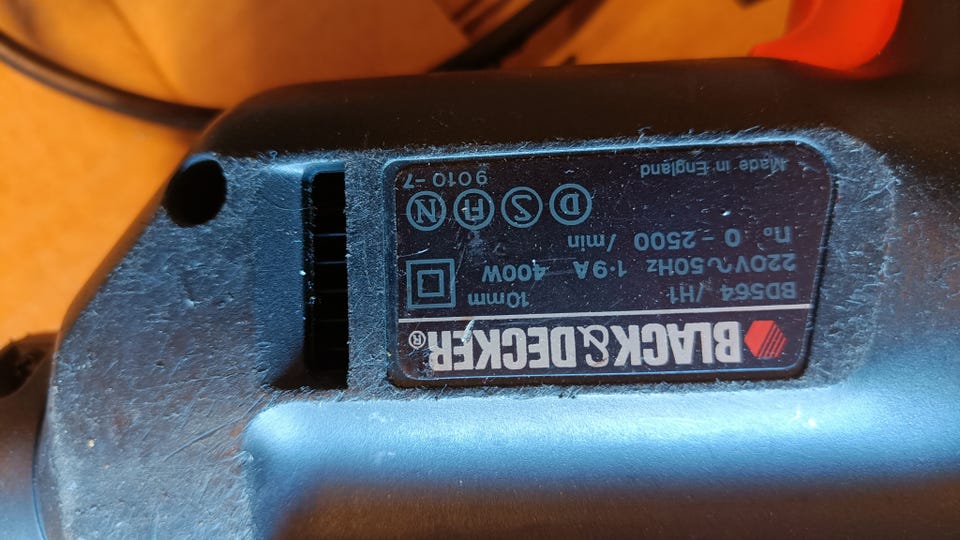 BLACK&DECKER®
BD564 /H1 10mm
220V∿50Hz 1·9A 400W
n₀ 0-2500 /min
D S FI N
Made in England 9010-7